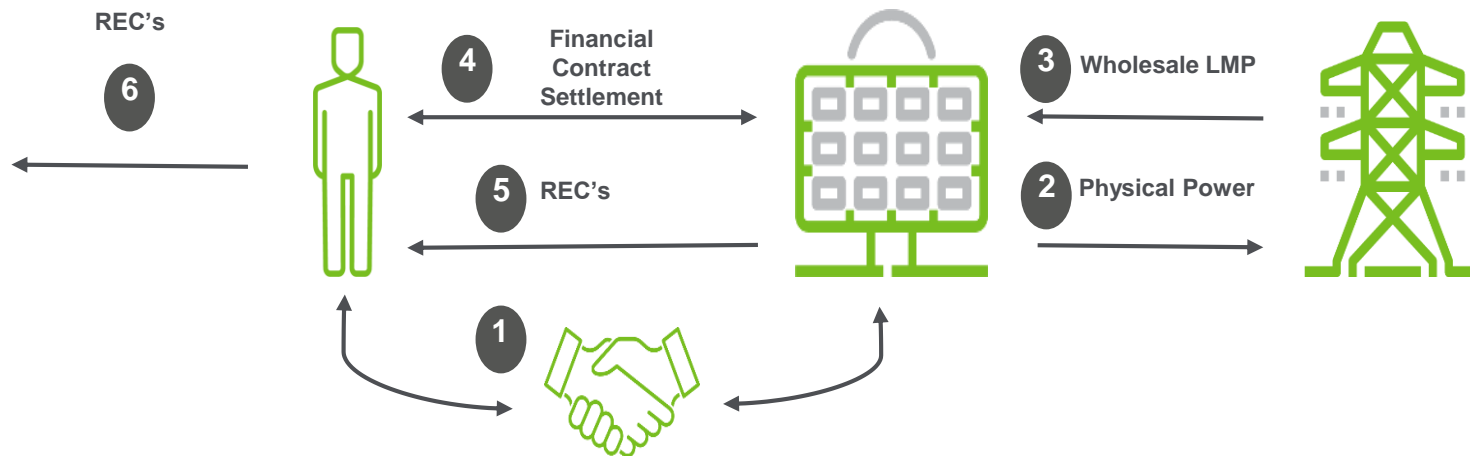 REC's
6
4
Financial
Contract
Settlement
3
Wholesale LMP
5
REC's
2
Physical Power
1